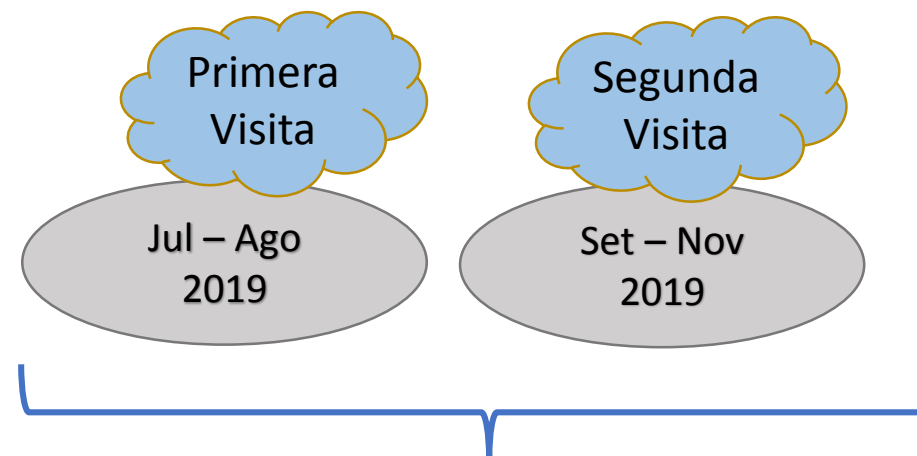 Primera
Visita
Jul – Ago
2019
Segunda
Visita
Set – Nov
2019